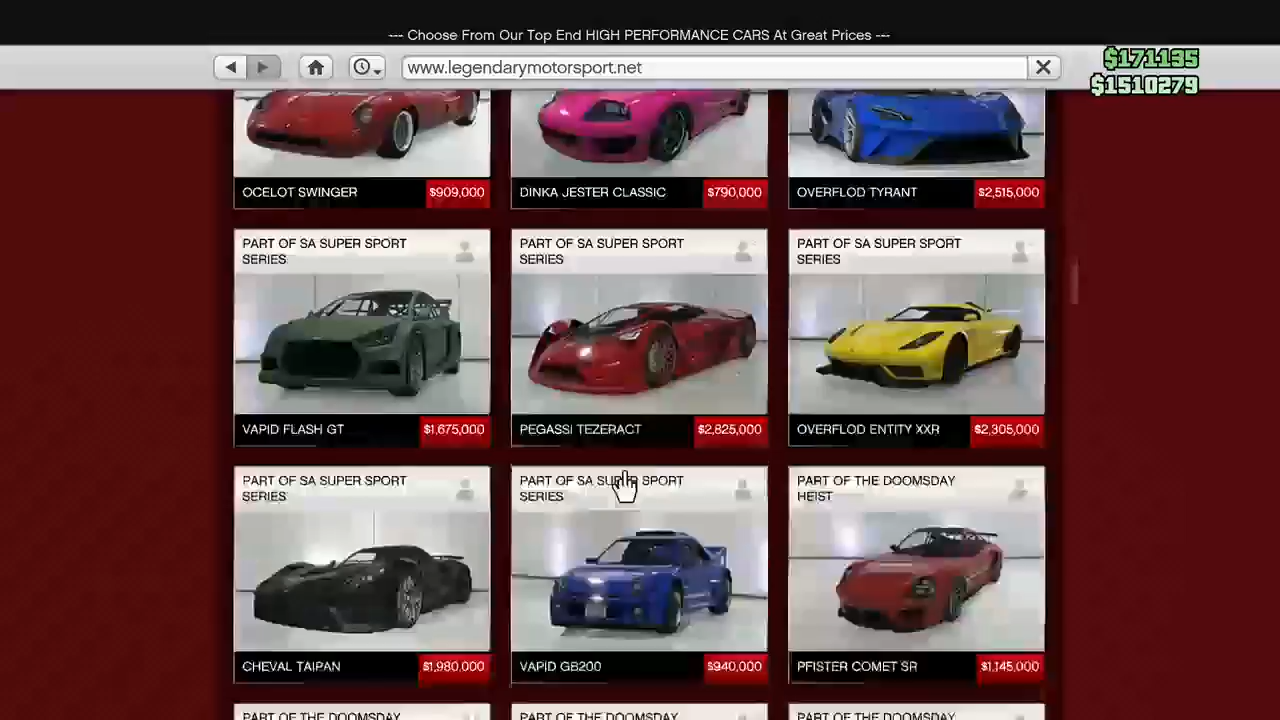 --- Choose From Our Top End HIGH PERFORMANCE CARS At Great Prices ---
www.legendarymotorsport.net
$171135
$1510279
OCELOT SWINGER
$909,000
DINKA JESTER CLASSIC
$790,000
OVERFLOD TYRANT
$2,515,000
PART OF SA SUPER SPORT
SERIES
PART OF SA SUPER SPORT
SERIES
PART OF SA SUPER SPORT
SERIES
VAPID FLASH GT
$1,675,000
PEGASSI TEZERACT
$2,825,000
OVERFLOD ENTITY XXR
$2,305,000
PART OF SA SUPER SPORT
SERIES
PART OF SA SUPER SPORT
SERIES
PART OF THE DOOMSDAY
HEIST
CHEVAL TAIPAN
$1,980,000
VAPID GB200
$940,000
PFISTER COMET SR
$1,145,000
PART OF THE DOOMSDAY
PART OF THE DOOMSDAY
PART OF THE DOOMSDAY